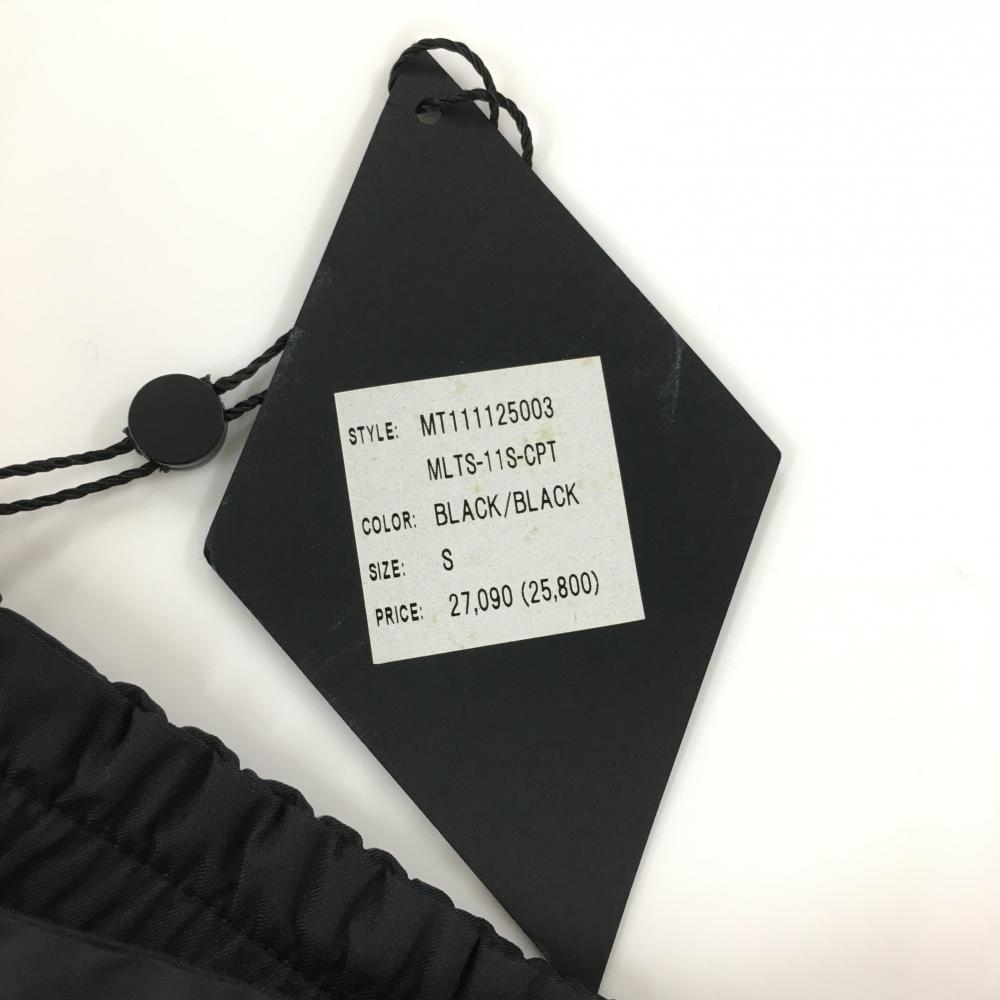 STYLE: MT111125003
MLTS-11S-CPT
COLOR: BLACK/BLACK
SIZE: S
PRICE: 27,090 (25,800)